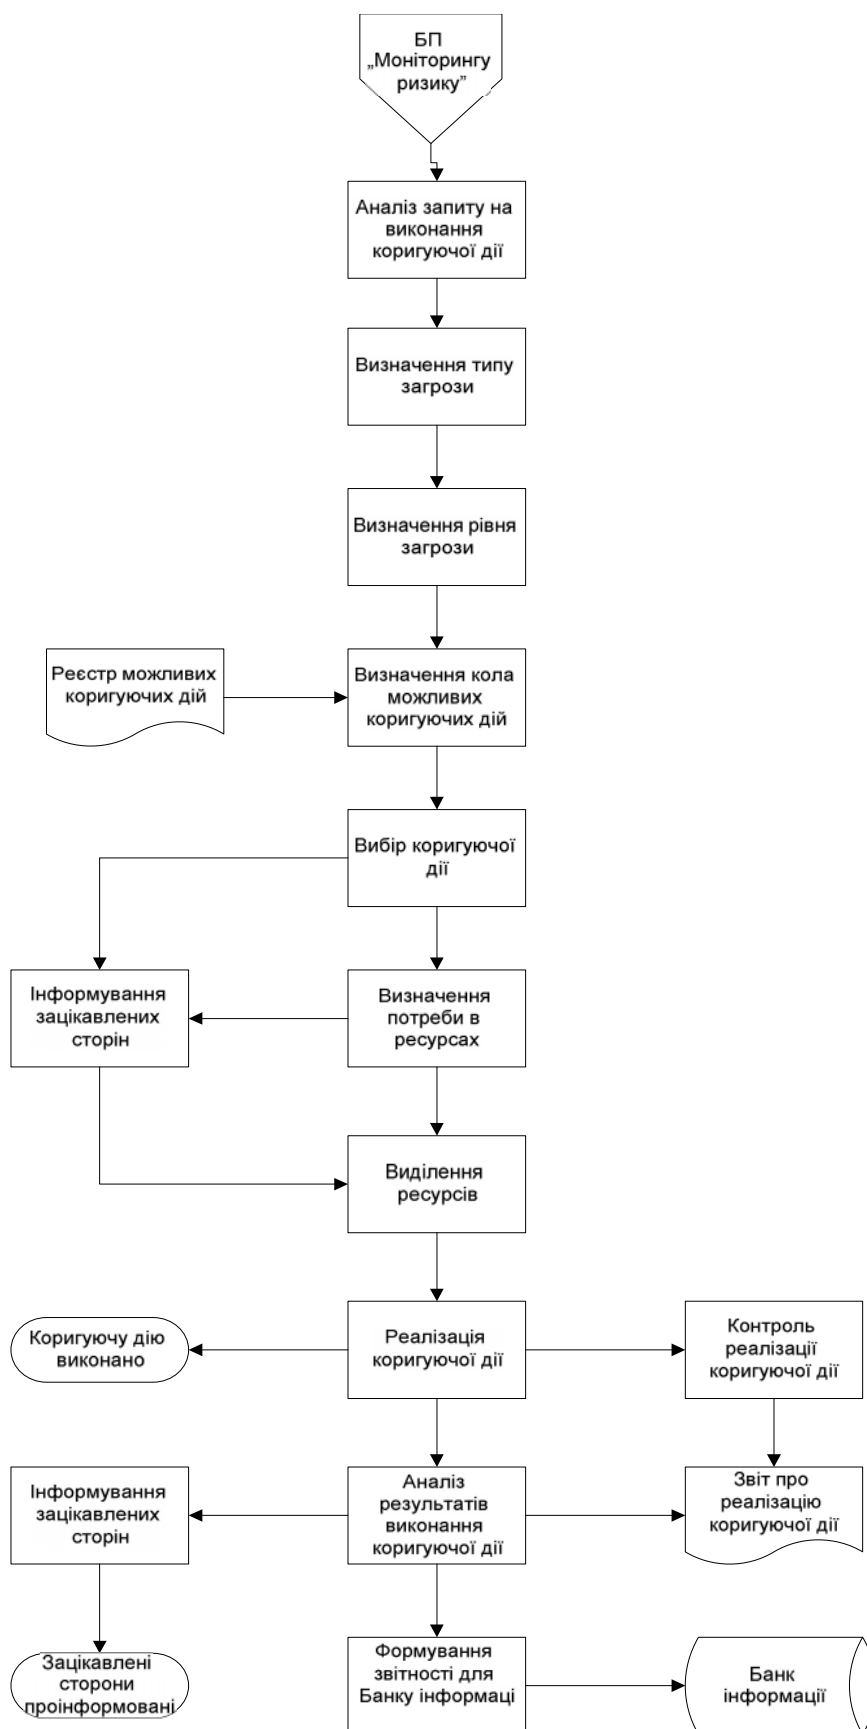 БП
„Моніторингу
ризику”
Аналіз запиту на
виконання
коригуючої дії
Визначення типу
загрози
Визначення рівня
загрози
Реєстр можливих
коригуючих дій
Визначення кола
можливих
коригуючих дій
Вибір коригуючої
дії
Інформування
зацікавлених
сторін
Визначення
потреби в
ресурсах
Виділення
ресурсів
Коригуючу дію
виконано
Реалізація
коригуючої дії
Контроль
реалізації
коригуючої дії
Інформування
зацікавлених
сторін
Аналіз
результатів
виконання
коригуючої дії
Звіт про
реалізацію
коригуючої дії
Зацікавлені
сторони
проінформовані
Формування
звітності для
Банку інформаці
Банк
інформації